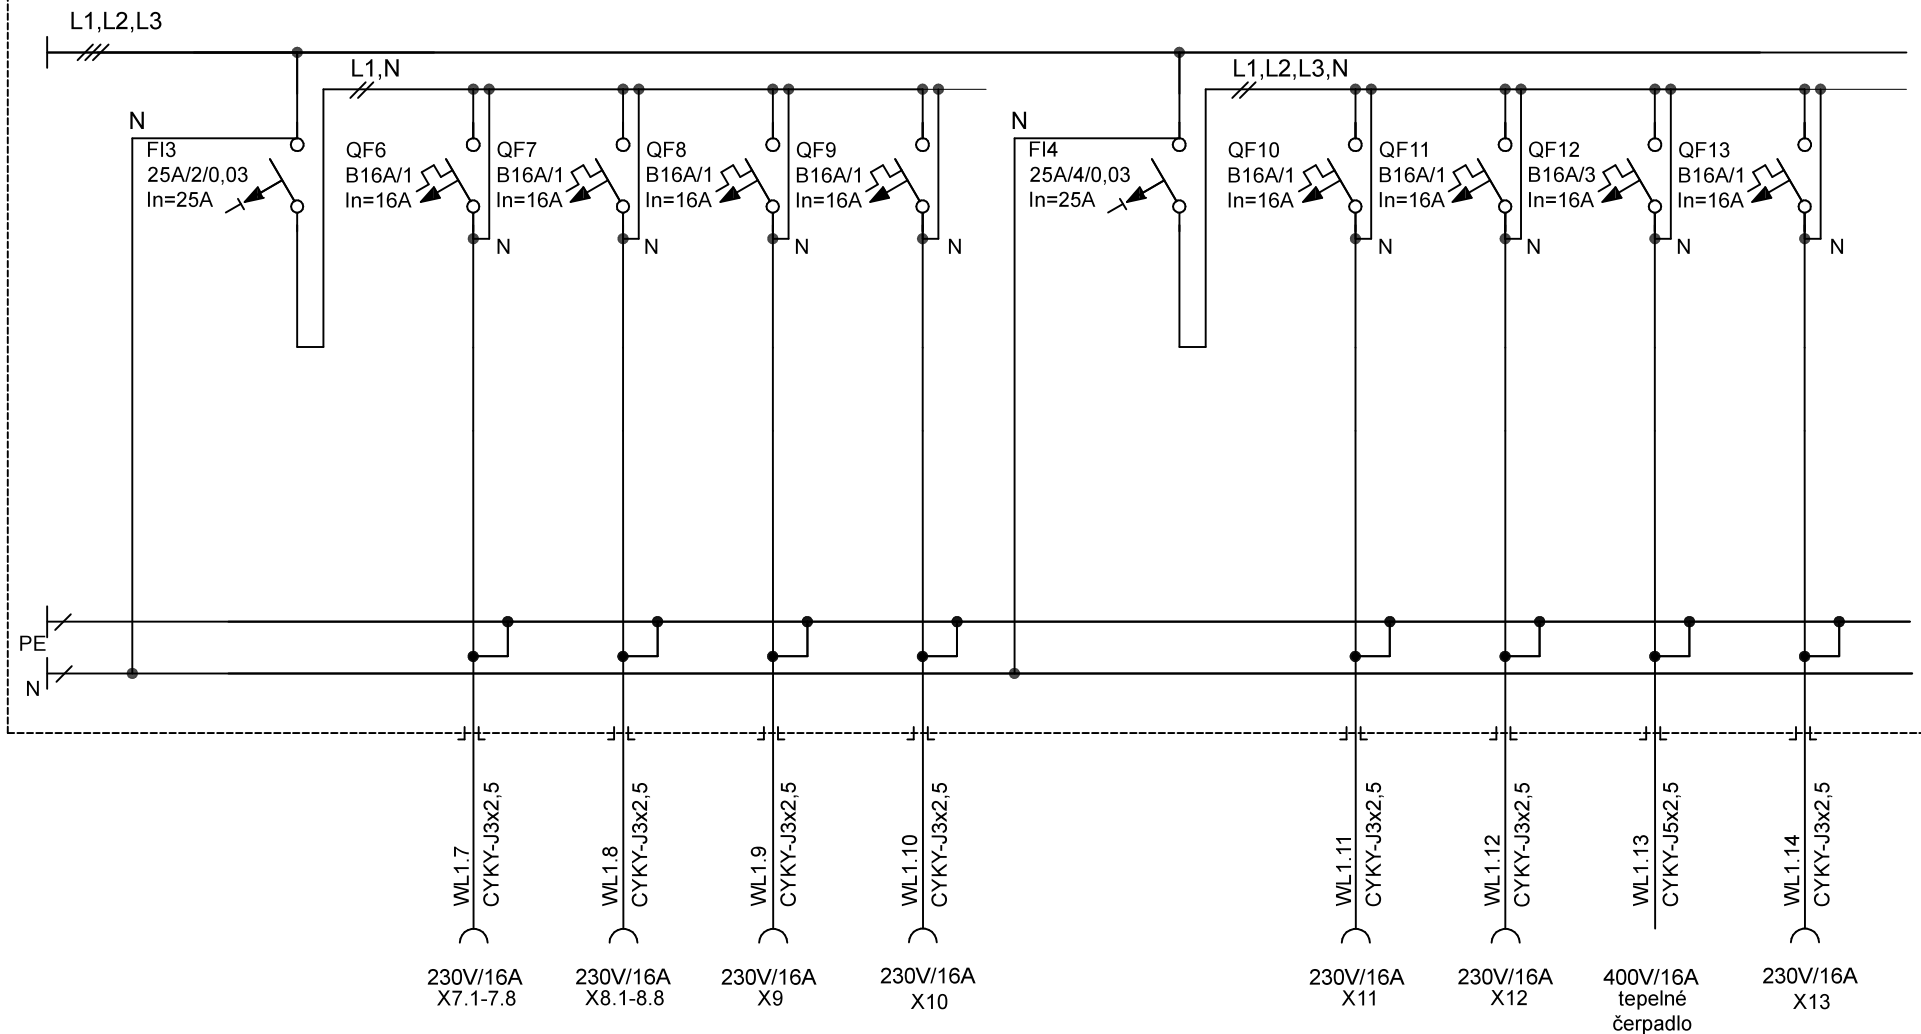 L1,L2,L3
L1,N
L1,L2,L3,N
N
FI3
25A/2/0,03
In=25A
QF6
B16A/1
In=16A
N
QF7
B16A/1
In=16A
N
QF8
B16A/1
In=16A
N
QF9
B16A/1
In=16A
N
N
FI4
25A/4/0,03
In=25A
QF10
B16A/1
In=16A
N
QF11
B16A/1
In=16A
N
QF12
B16A/3
In=16A
N
QF13
B16A/1
In=16A
N
PE
N
WL1.7
CYKY-J3x2,5
WL1.8
CYKY-J3x2,5
WL1.9
CYKY-J3x2,5
WL1.10
CYKY-J3x2,5
WL1.11
CYKY-J3x2,5
WL1.12
CYKY-J3x2,5
WL1.13
CYKY-J5x2,5
WL1.14
CYKY-J3x2,5
230V/16A
X7.1-7.8
230V/16A
X8.1-8.8
230V/16A
X9
230V/16A
X10
230V/16A
X11
230V/16A
X12
400V/16A
tepelné
čerpadlo
230V/16A
X13